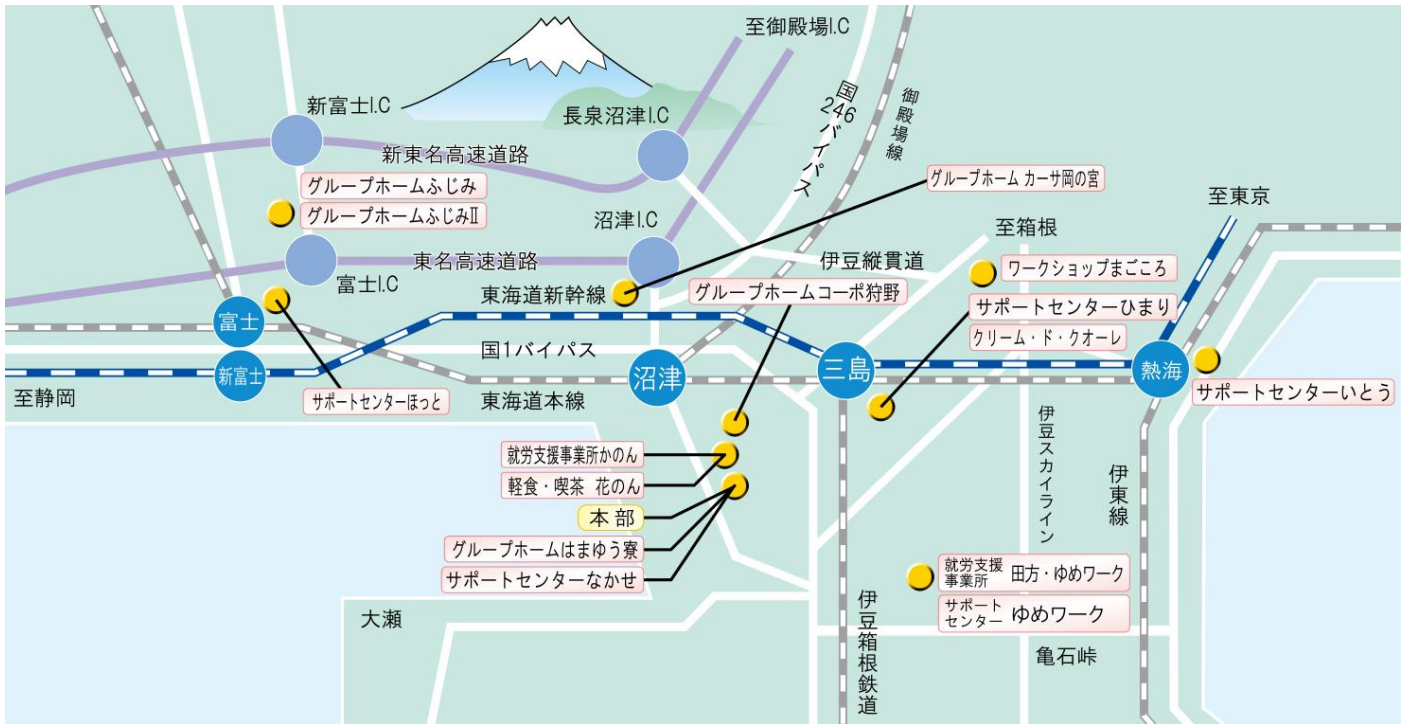 至御殿場I.C
新富士I.C
長泉沼津I.C
国246バイパス
御殿場線
新東名高速道路
グループホームふじみ
グループホームふじみⅡ
グループホーム カーサ岡の宮
至東京
沼津I.C
至箱根
東名高速道路
富士I.C
伊豆縦貫道
ワークショップまごころ
東海道新幹線
グループホームコーポ狩野
サポートセンターひまり
クリーム・ド・クオーレ
富士
国1バイパス
新富士
沼津
三島
熱海
至静岡
サポートセンターほっと
東海道本線
サポートセンターいとう
伊豆スカイライン
伊東線
就労支援事業所かのん
軽食・喫茶 花のん
本部
グループホームはまゆう寮
サポートセンターなかせ
就労支援
事業所 田方・ゆめワーク
サポート
センター ゆめワーク
大瀬
伊豆箱根鉄道
亀石峠